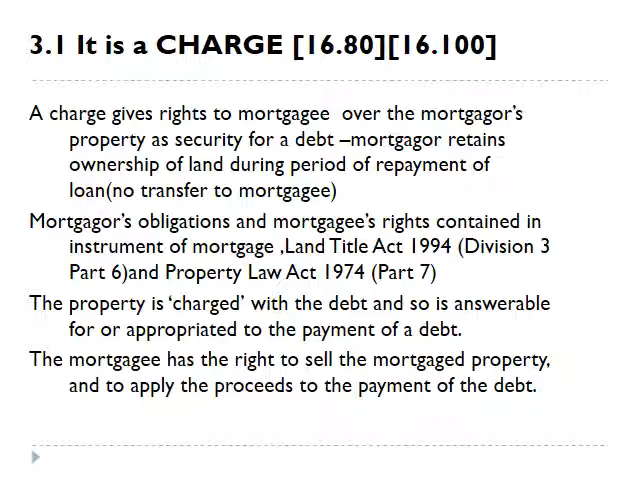 3.1 It is a CHARGE [16.80][16.100]
A charge gives rights to mortgagee  over the mortgagor's
property as security for a debt –mortgagor retains
ownership of land during period of repayment of
loan(no transfer to mortgagee)
Mortgagor's obligations and mortgagee's rights contained in
instrument of mortgage ,Land Title Act 1994 (Division 3
Part 6)and Property Law Act 1974 (Part 7)
The property is 'charged' with the debt and so is answerable
for or appropriated to the payment of a debt.
The mortgagee has the right to sell the mortgaged property,
and to apply the proceeds to the payment of the debt.